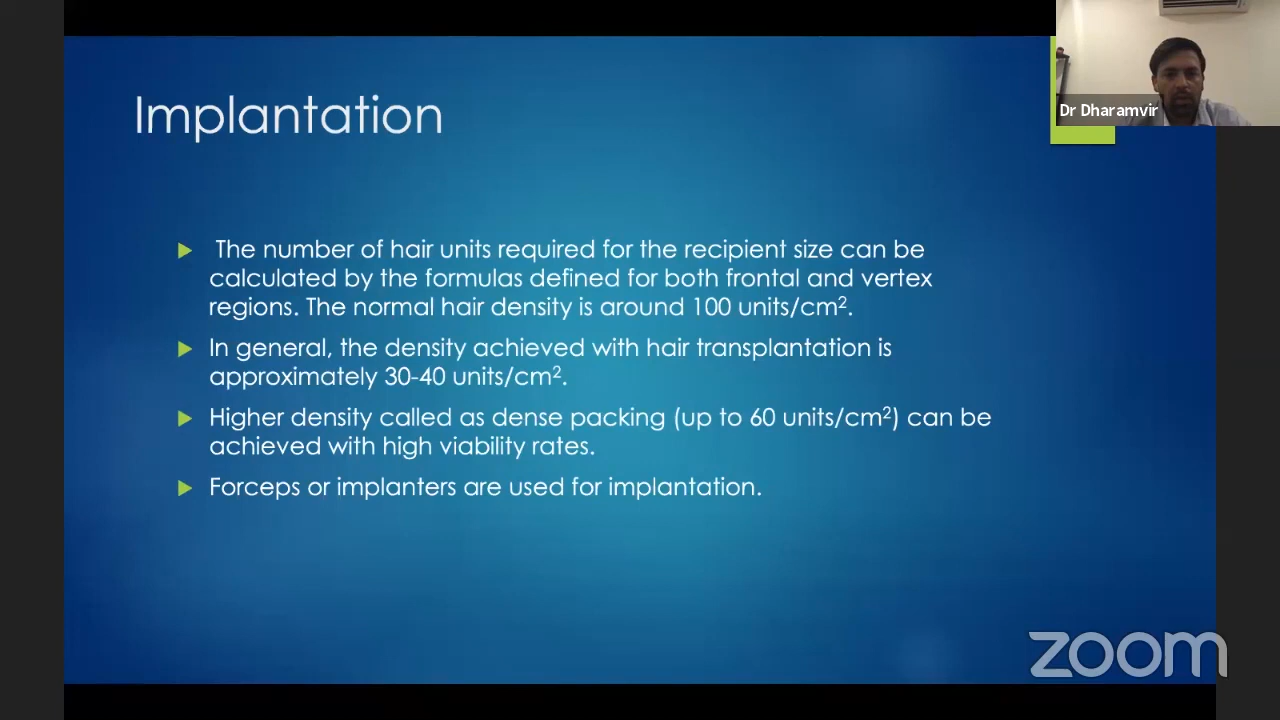 Implantation
Dr Dharamvir
The number of hair units required for the recipient size can be
calculated by the formulas defined for both frontal and vertex
regions. The normal hair density is around 100 units/cm².
In general, the density achieved with hair transplantation is
approximately 30-40 units/cm².
Higher density called as dense packing (up to 60 units/cm²) can be
achieved with high viability rates.
Forceps or implanters are used for implantation.
zoom